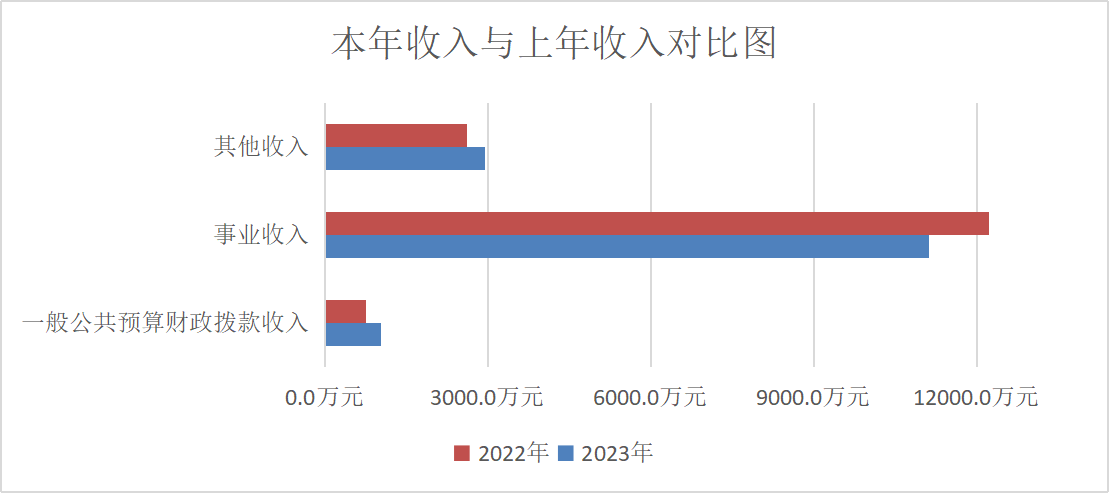 本年收入与上年收入对比图
其他收入
事业收入
一般公共预算财政拨款收入
0.0万元 3000.0万元 6000.0万元 9000.0万元 12000.0万元
2022年 2023年